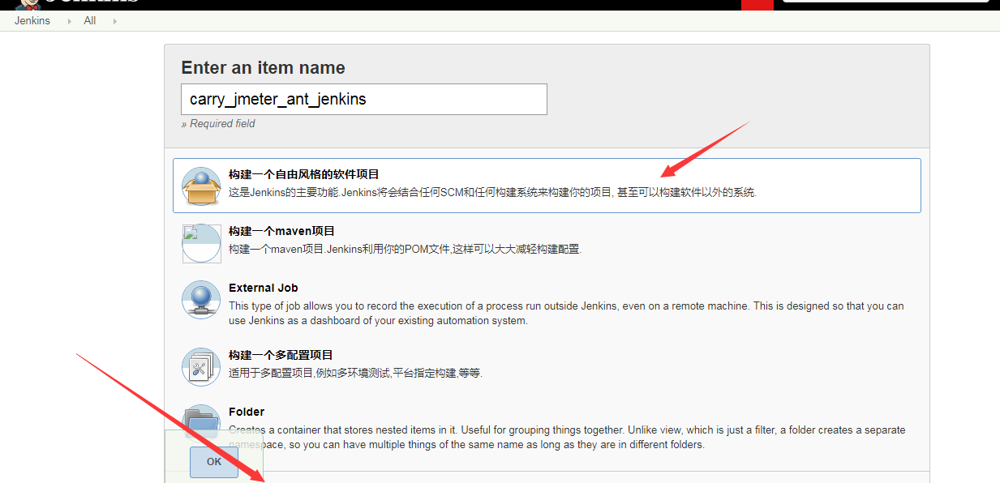 Jenkins
Jenkins All
Enter an item name
carry_jmeter_ant_jenkins
» Required field
构建一个自由风格的软件项目
这是Jenkins的主要功能.Jenkins将会结合任何SCM和任何构建系统来构建你的项目, 甚至可以构建软件以外的系统.
构建一个maven项目
构建一个maven项目.Jenkins利用你的POM文件,这样可以大大减轻构建配置.
External Job
This type of job allows you to record the execution of a process run outside Jenkins, even on a remote machine. This is designed so that you can
use Jenkins as a dashboard of your existing automation system.
构建一个多配置项目
适用于多配置项目,例如多环境测试,平台指定构建,等等.
Folder
Creates a container that stores nested items in it. Useful for grouping things together. Unlike view, which is just a filter, a folder creates a separate
namespace, so you can have multiple things of the same name as long as they are in different folders.
OK